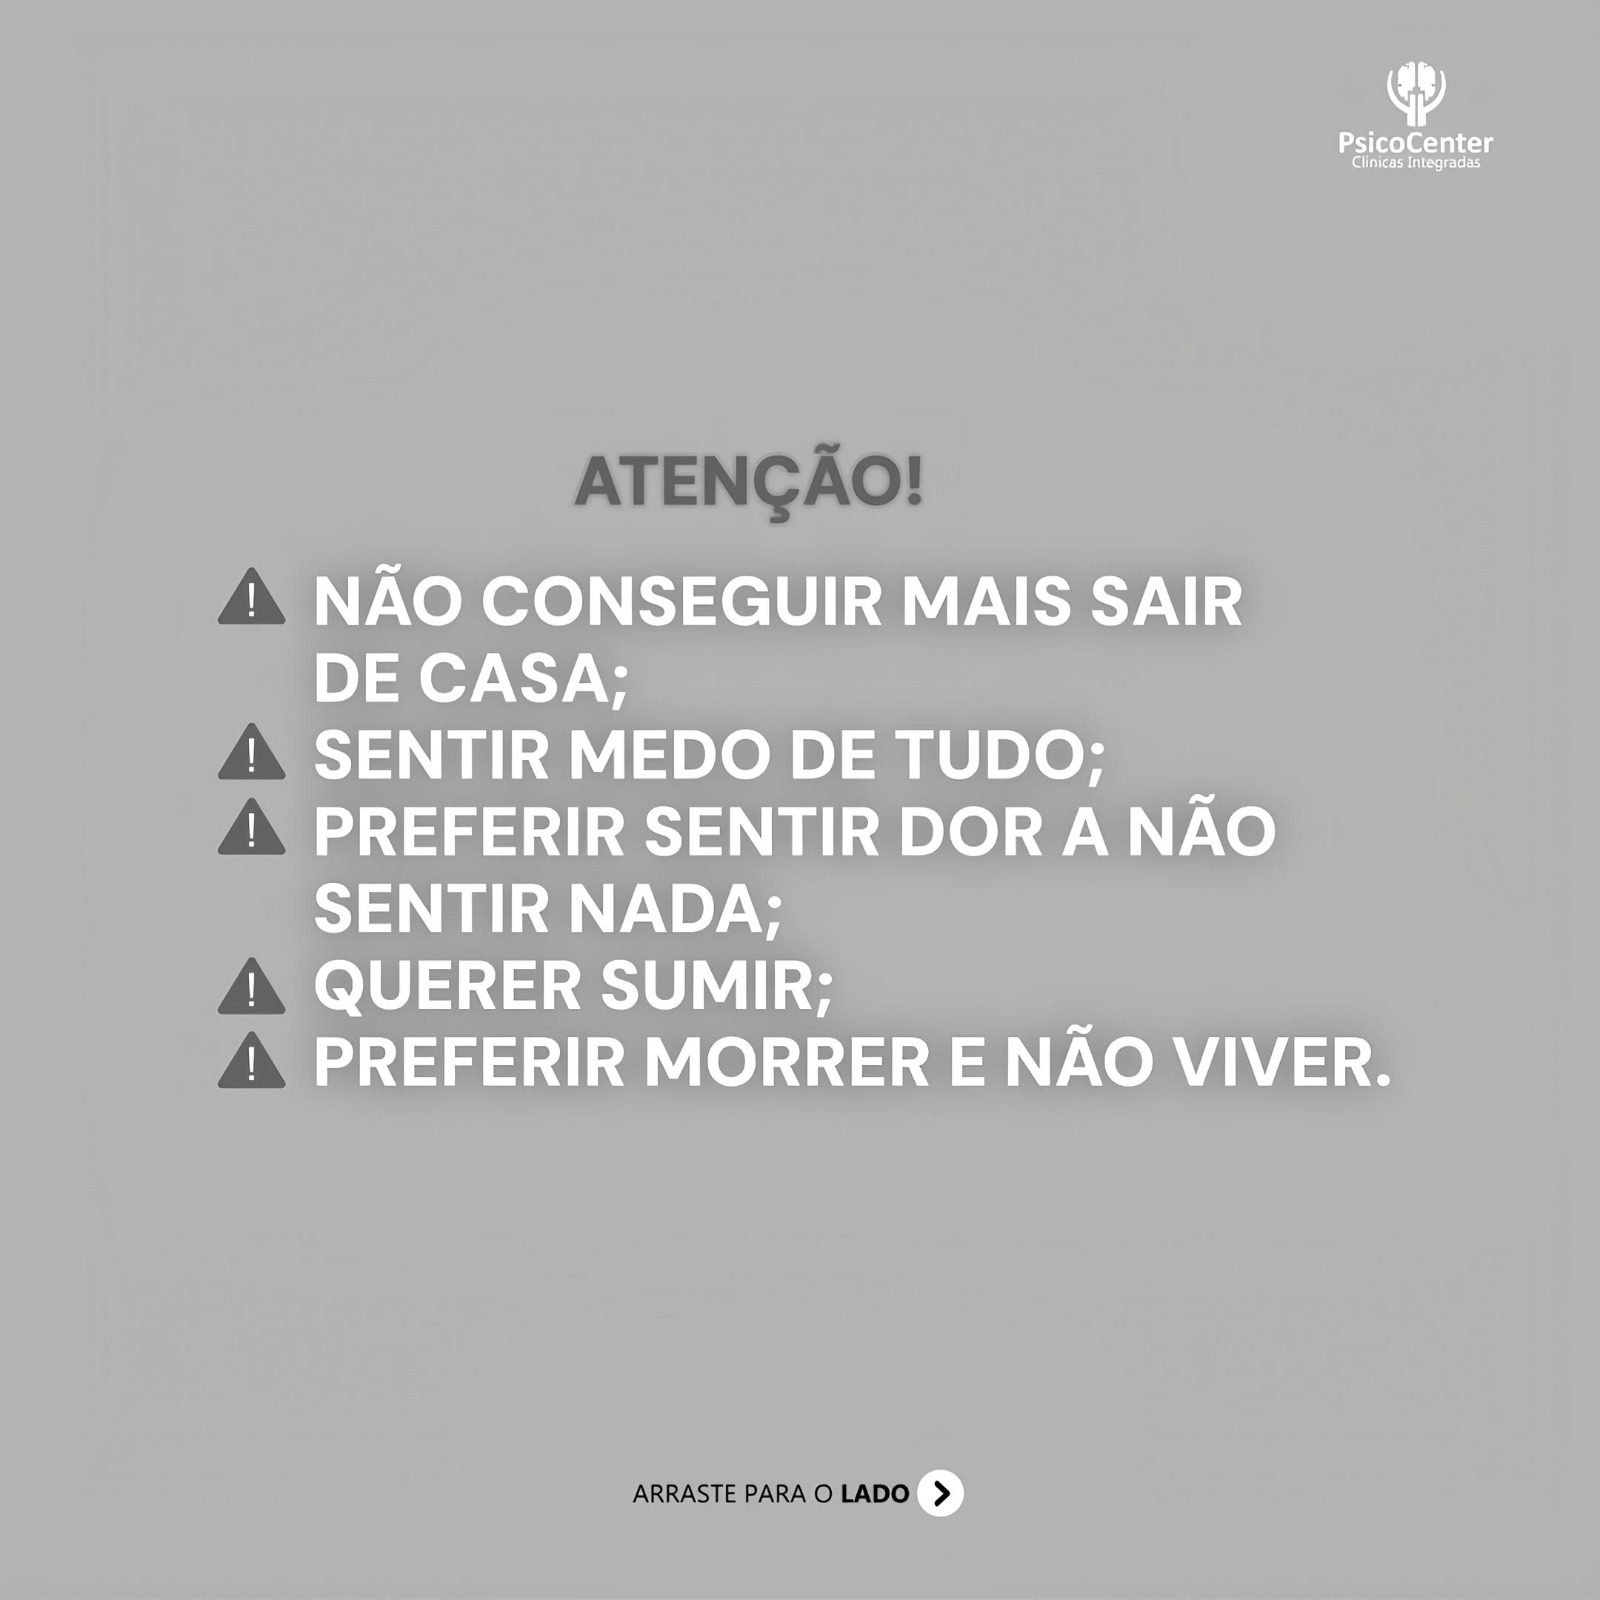 PsicoCenter
Clínicas Integradas
ATENÇÃO!
NÃO CONSEGUIR MAIS SAIR
DE CASA;
SENTIR MEDO DE TUDO;
PREFERIR SENTIR DOR A NÃO
SENTIR NADA;
QUERER SUMIR;
PREFERIR MORRER E NÃO VIVER.
ARRASTE PARA O LADO